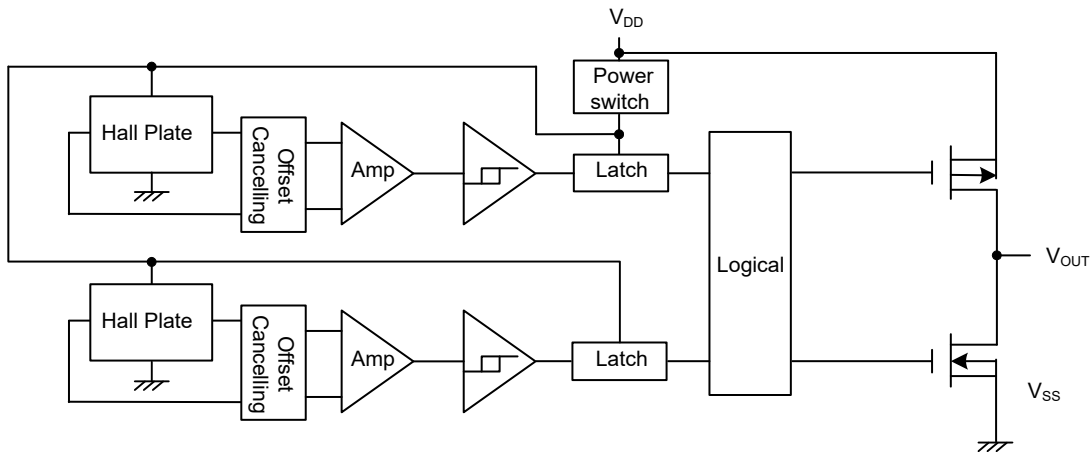 VDD
Power
switch
Hall Plate
Offset
Cancelling
Amp
Latch
Logical
VOUT
Hall Plate
Offset
Cancelling
Amp
Latch
VSS